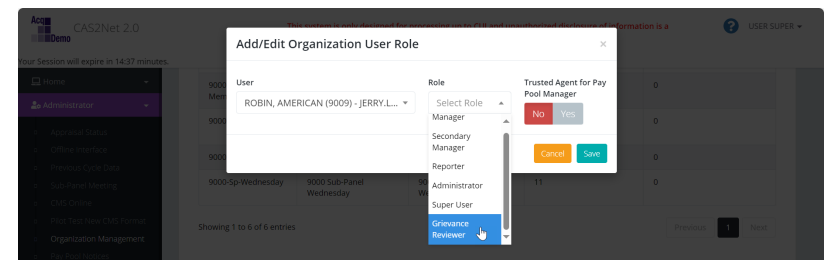 Acq
Demo
CAS2Net 2.0
This system is only designed for processing up to CUI and unauthorized disclosure of information is a
USER SUPER
Your Session will expire in 14:37 minutes
Home
Administrator
Appraisal Status
Offline Interface
Previous Cycle Data
Sub-Panel Meeting
CMS Online
Pilot Test New CMS Format
Organization Management
Add/Edit Organization User Role
×
User
Role
Trusted Agent for Pay
Pool Manager
ROBIN, AMERICAN (9009) - JERRY.L...
Select Role
No
Yes
Manager
Secondary
Manager
Reporter
Administrator
Super User
Grievance
Reviewer
Cancel
Save
9000
0
9000
0
9000
0
9000-Sp-Wednesday
9000 Sub-Panel
Wednesday
11
0
Showing 1 to 6 of 6 entries
Previous
1
Next